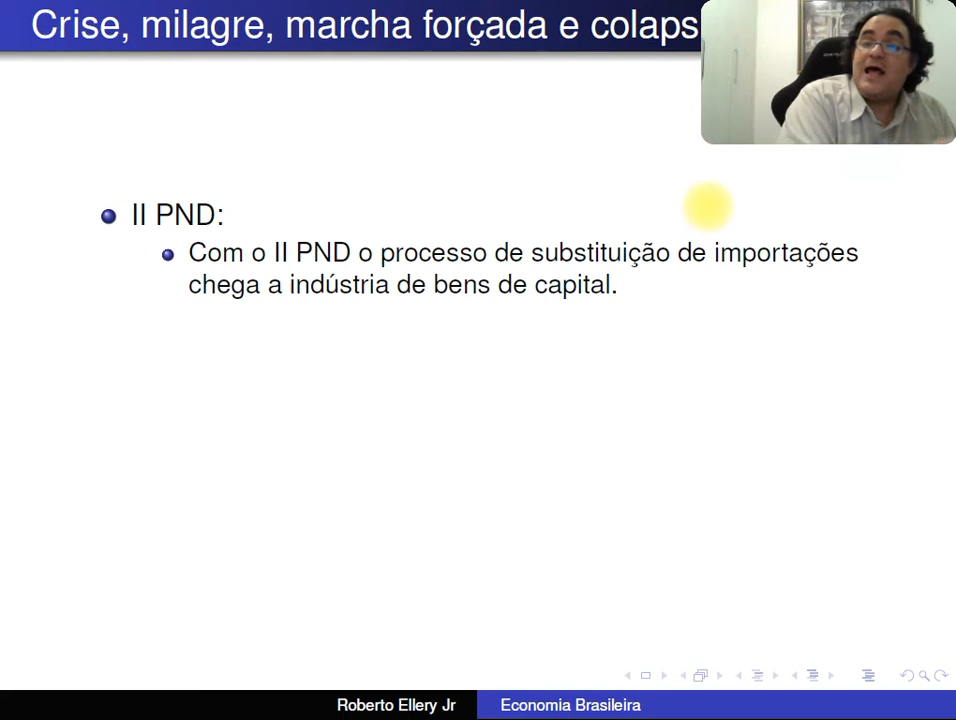 Crise, milagre, marcha forçada e colaps
II PND:
Com o II PND o processo de substituição de importações
chega a indústria de bens de capital.
Roberto Ellery Jr
Economia Brasileira